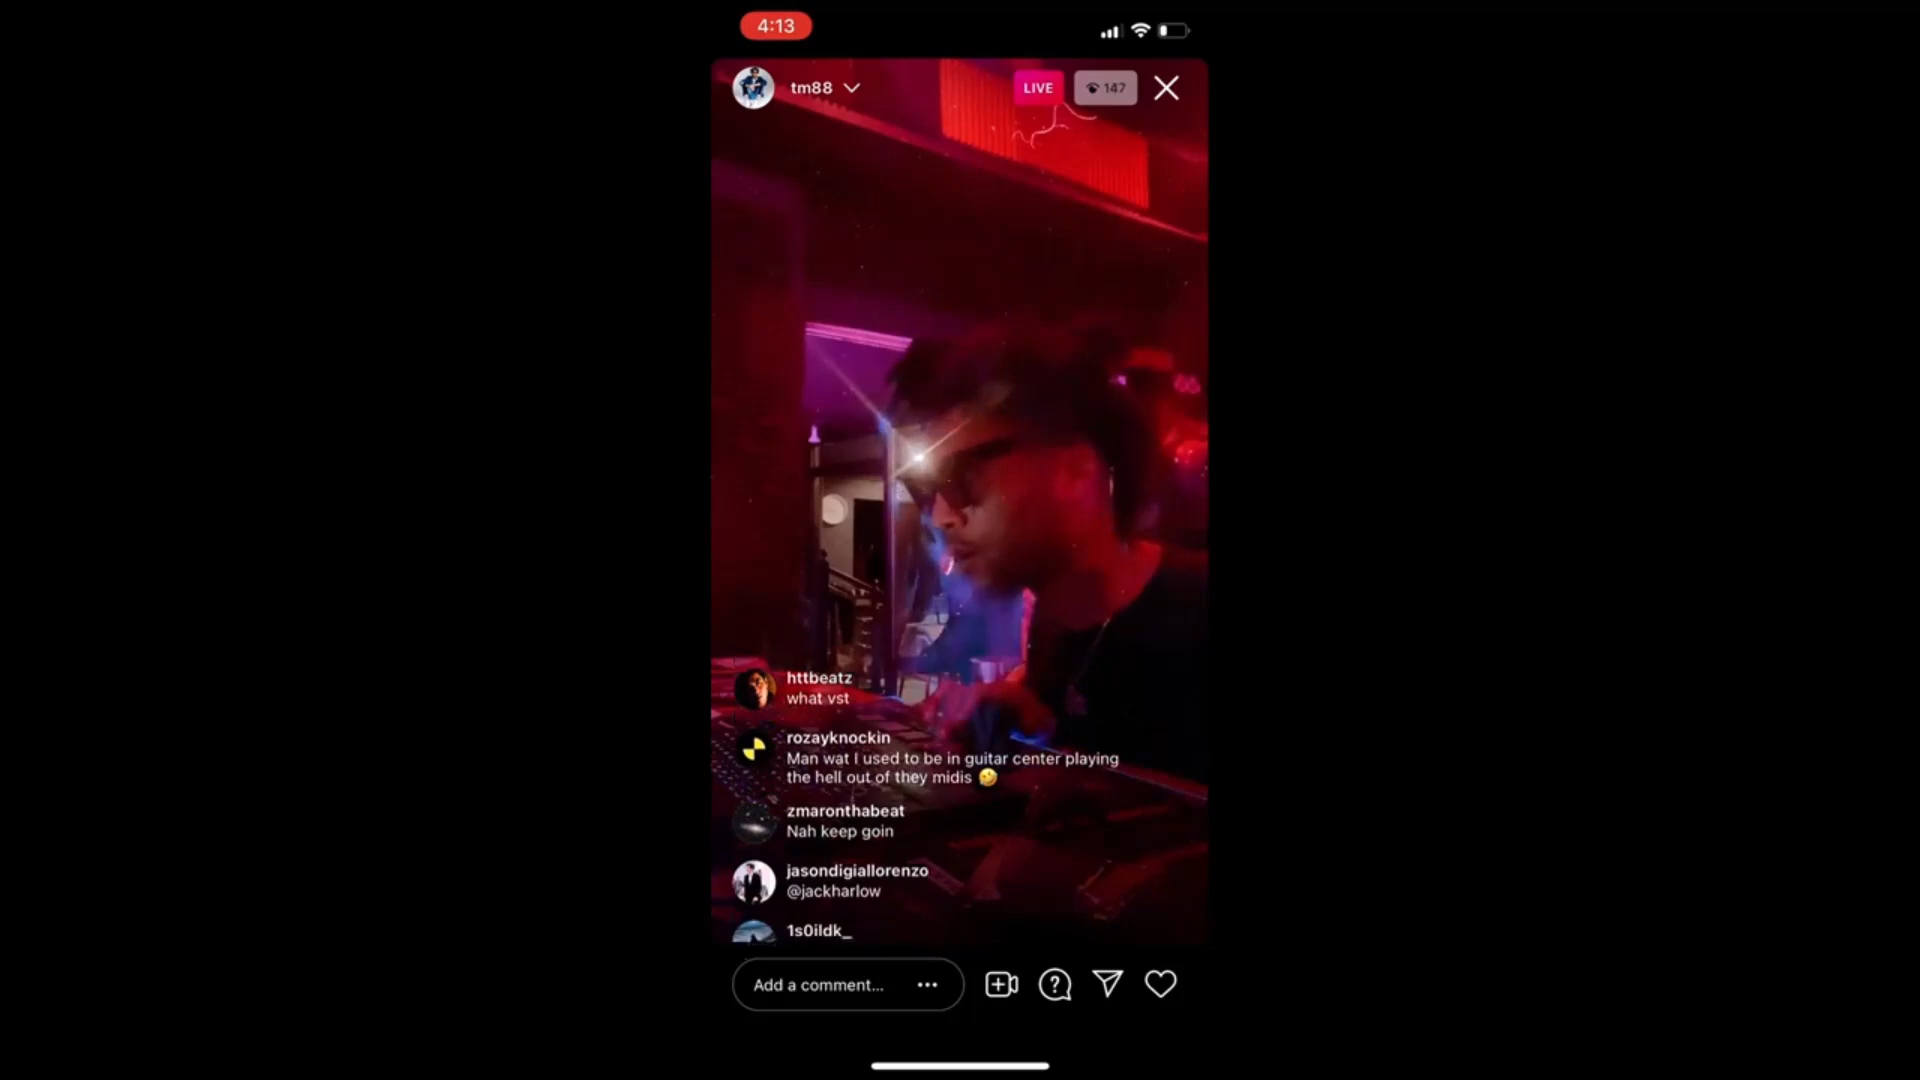 4:13
tm88
LIVE
147
httbeatz
what vst
rozayknockin
Man wat I used to be in guitar center playing
the hell out of they midis 🤣
zmaronthabeat
Nah keep goin
jasondigiallorenzo
@jackharlow
1s0ildk_
Add a comment...